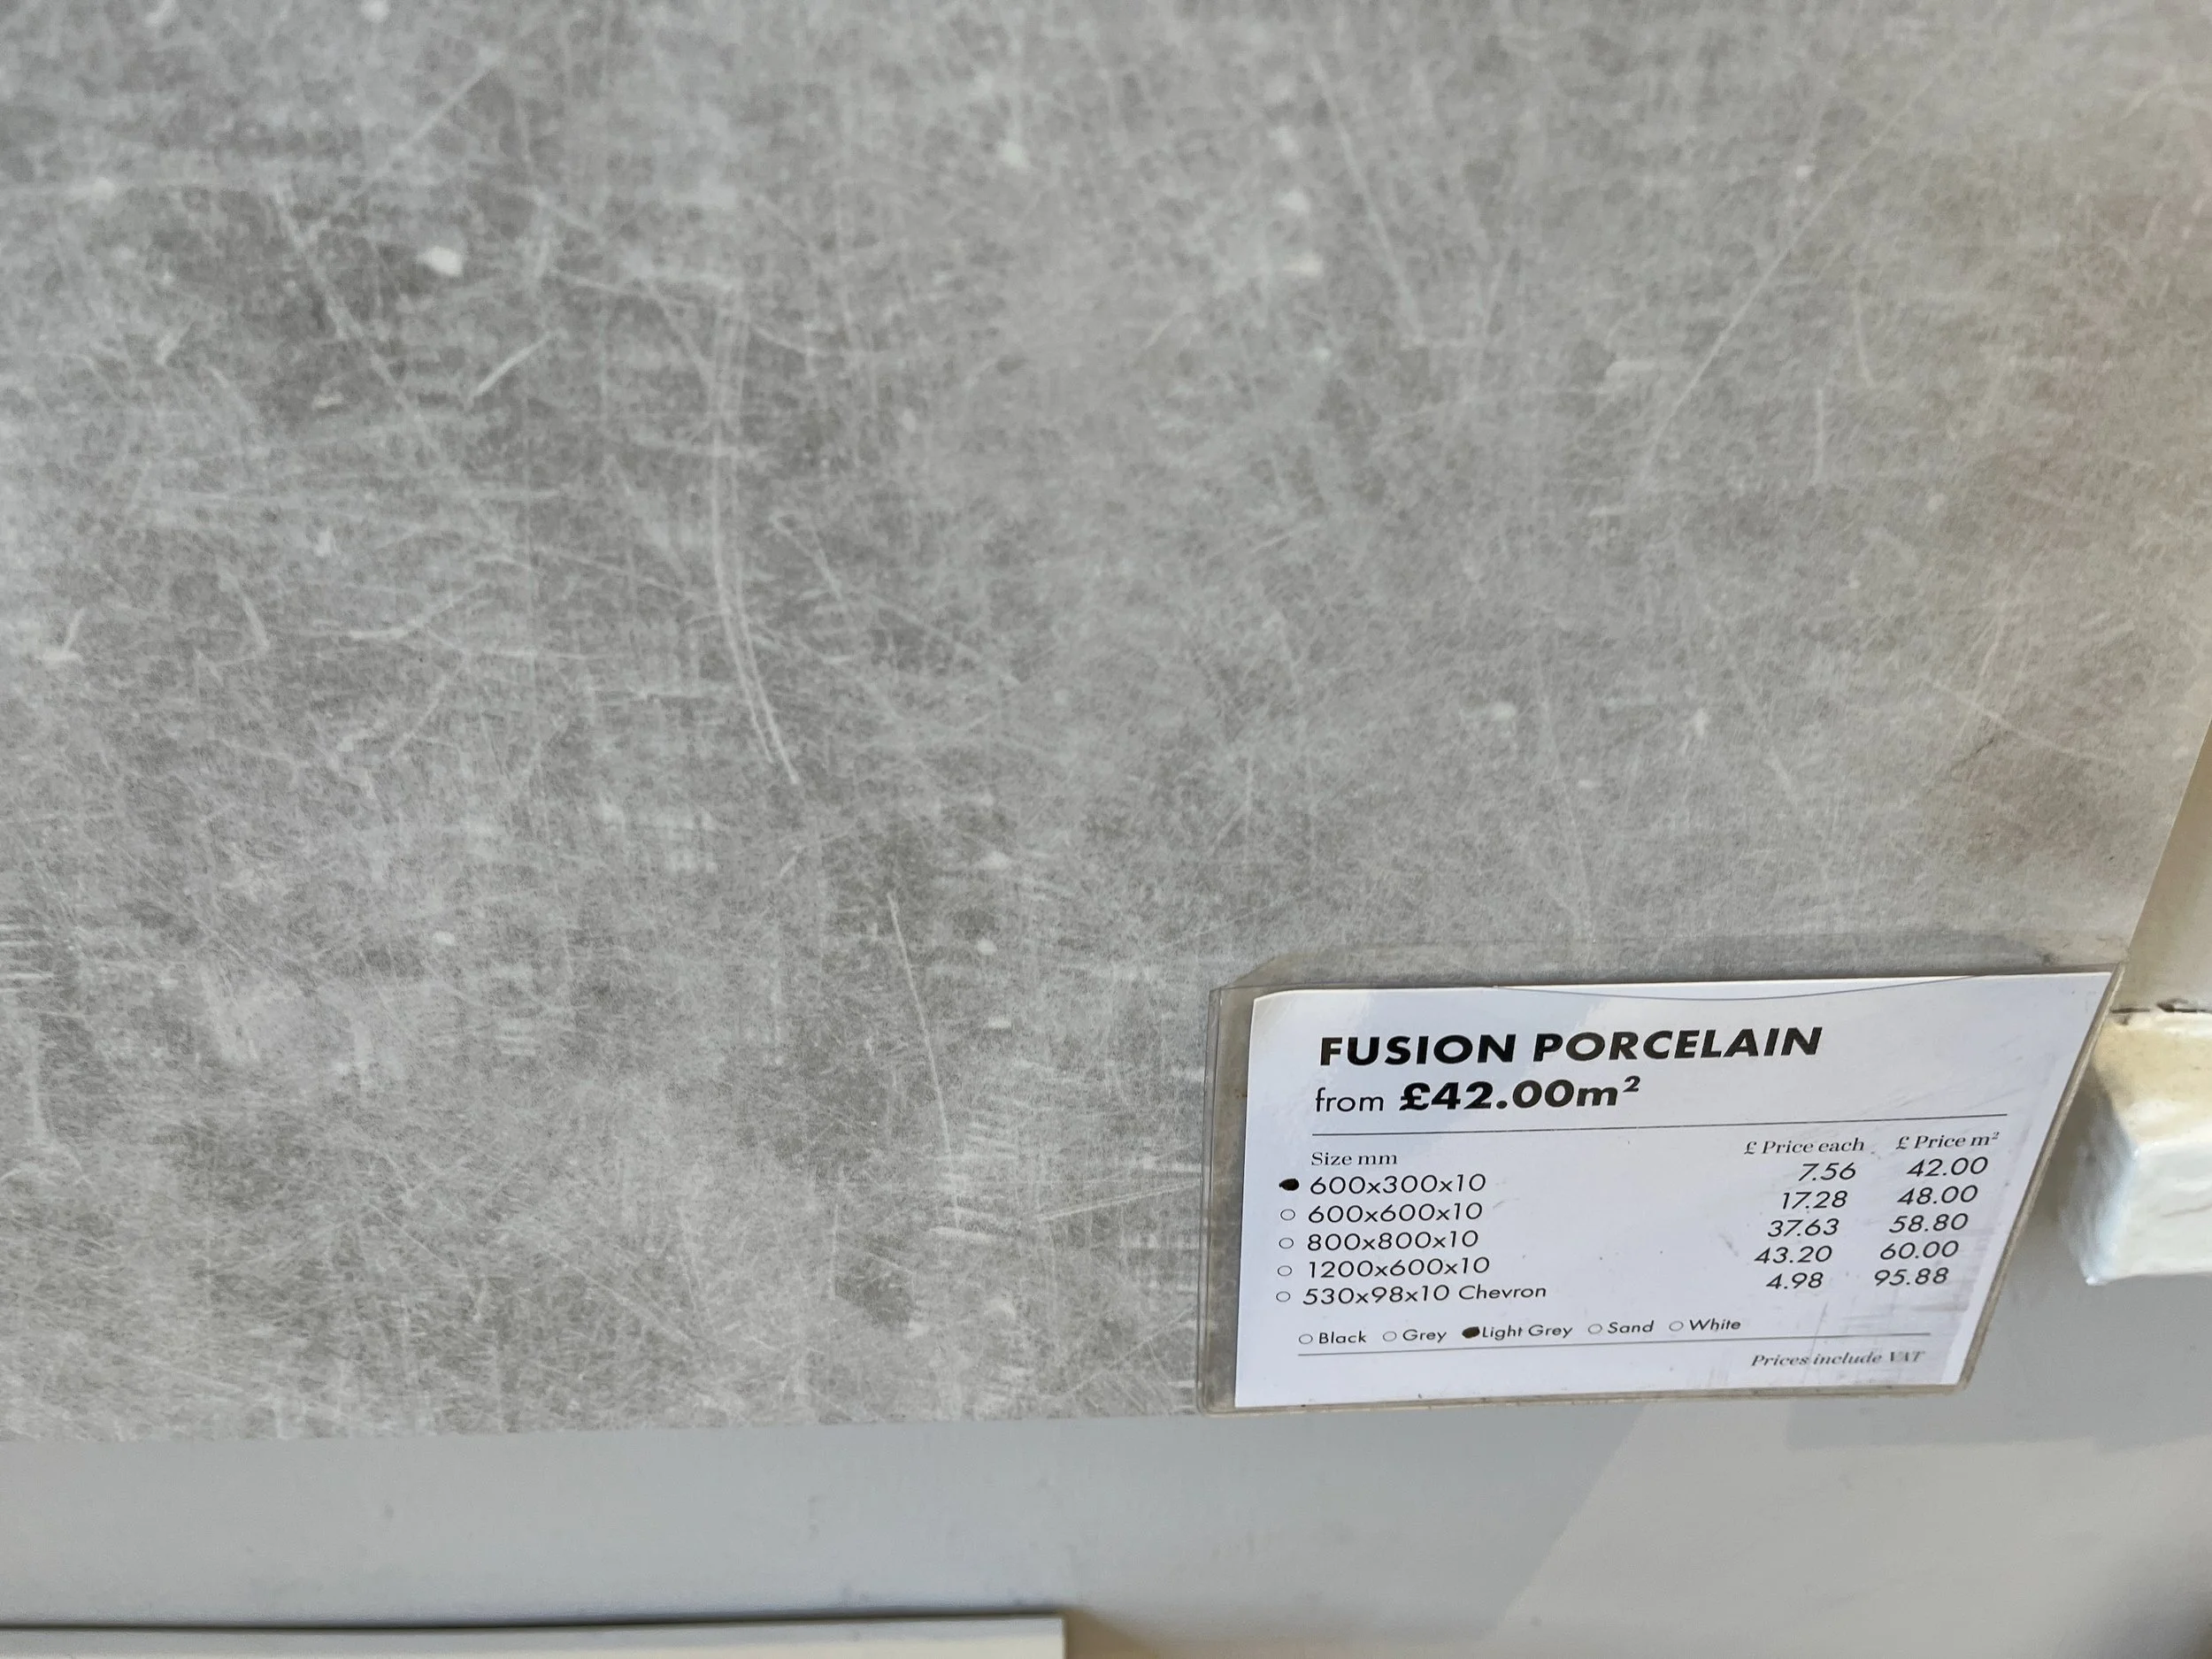 FUSION PORCELAIN
from £42.00m²
Size mm £ Price each £ Price m²
600x300x10 7.56 42.00
600x600x10 17.28 48.00
800x800x10 37.63 58.80
1200x600x10 43.20 60.00
530x98x10 Chevron 4.98 95.88
Black Grey Light Grey Sand White
Prices include VAT